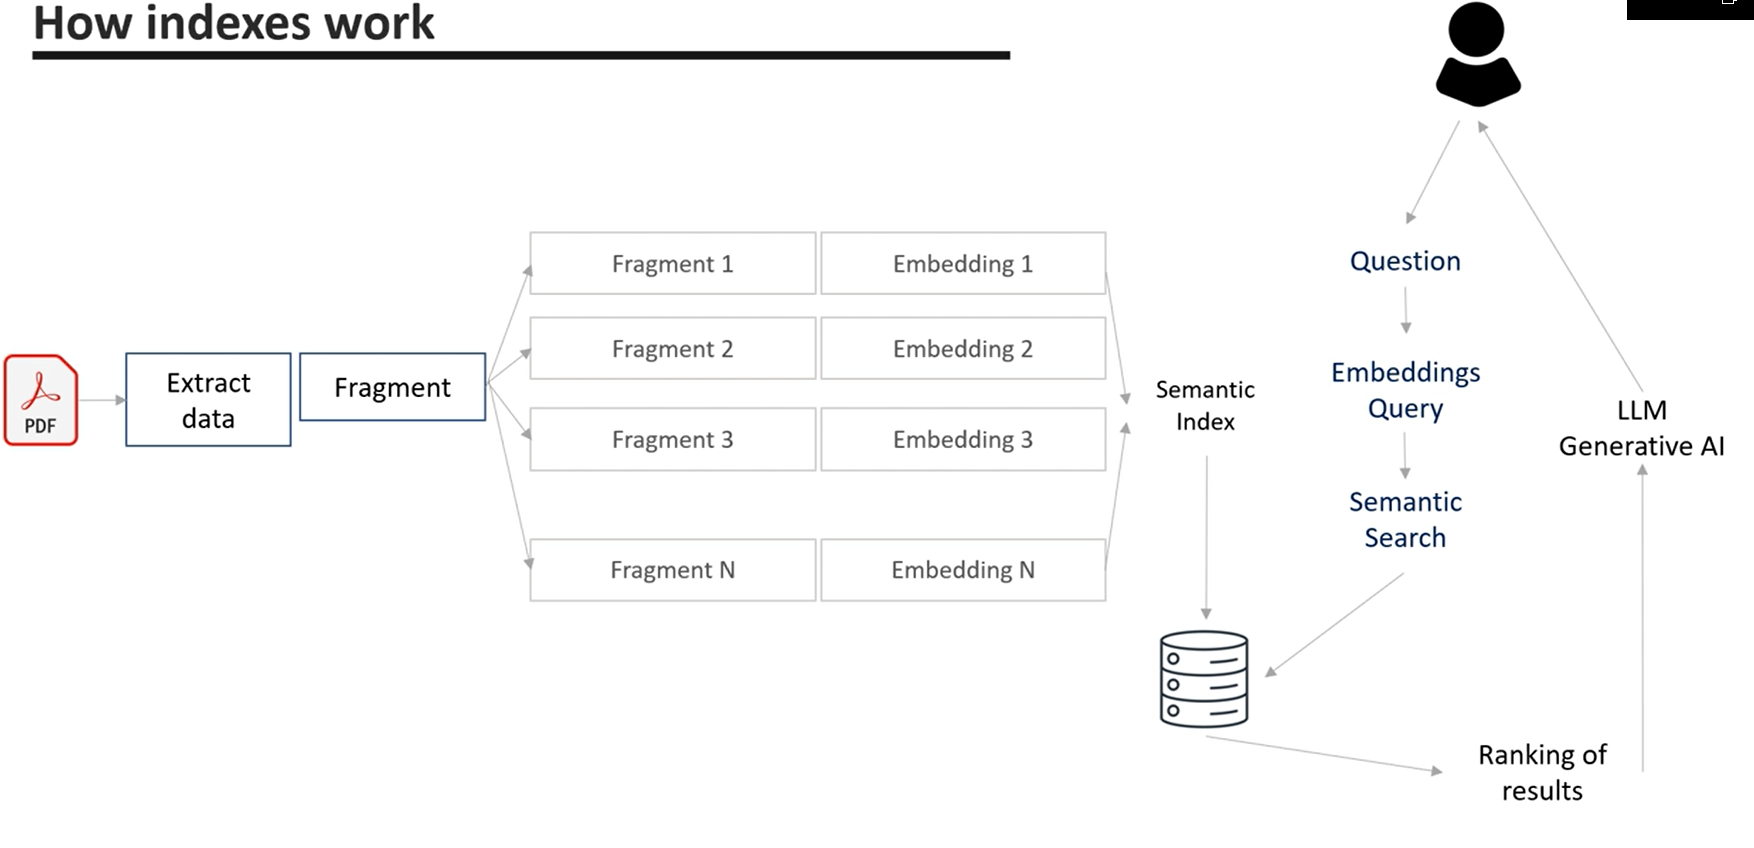 How indexes work
PDF
Extract
data
Fragment
Fragment 1
Embedding 1
Fragment 2
Embedding 2
Fragment 3
Embedding 3
Fragment N
Embedding N
Semantic
Index
Question
Embeddings
Query
Semantic
Search
Ranking of
results
LLM
Generative AI